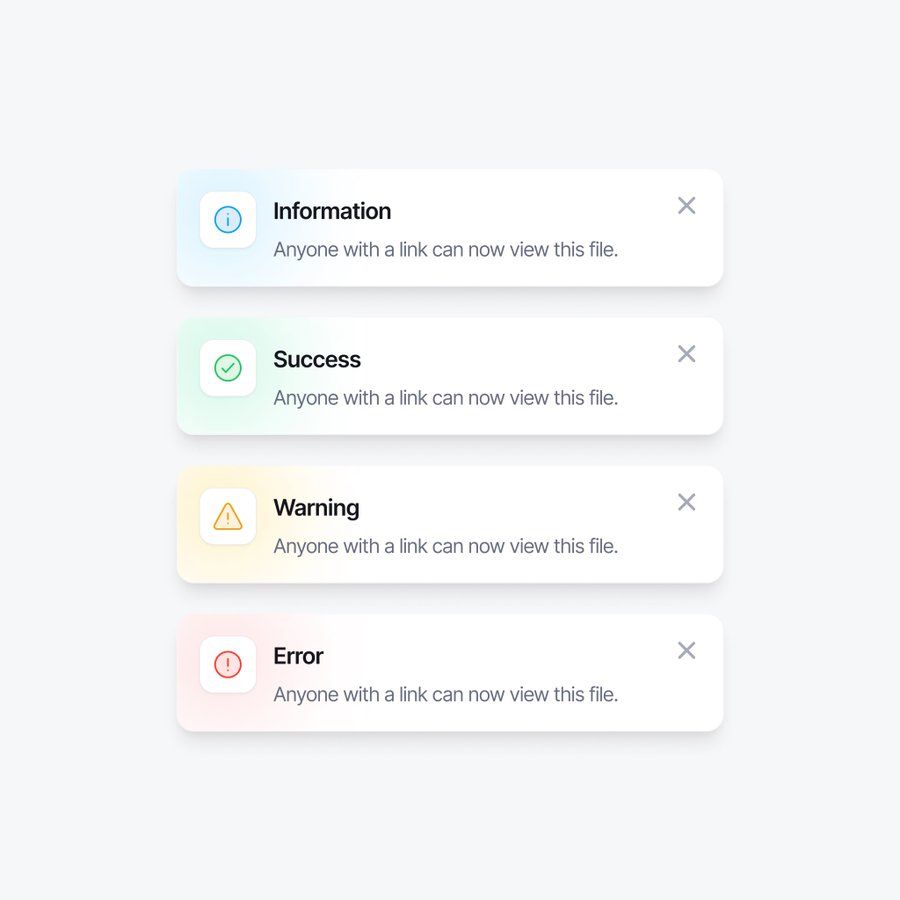 Information
Anyone with a link can now view this file.
Success
Anyone with a link can now view this file.
Warning
Anyone with a link can now view this file.
Error
Anyone with a link can now view this file.